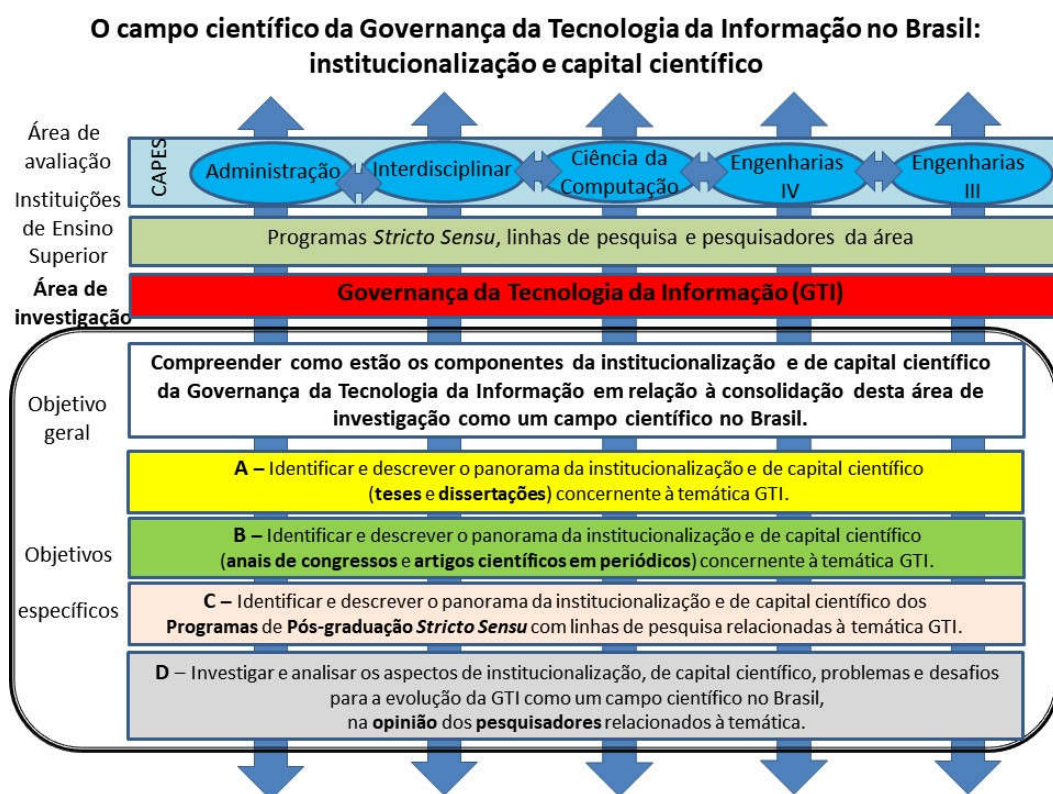 O campo científico da Governança da Tecnologia da Informação no Brasil:
institucionalização e capital científico
Área de
avaliação
CAPES
Administração
Interdisciplinar
Ciência da
Computação
Engenharias
IV
Engenharias
III
Instituições
de Ensino
Superior
Programas Stricto Sensu, linhas de pesquisa e pesquisadores da área
Área de
investigação
Governança da Tecnologia da Informação (GTI)
Objetivo
geral
Compreender como estão os componentes da institucionalização e de capital científico
da Governança da Tecnologia da Informação em relação à consolidação desta área de
investigação como um campo científico no Brasil.
Objetivos
específicos
A – Identificar e descrever o panorama da institucionalização e de capital científico
(teses e dissertações) concernente à temática GTI.
B – Identificar e descrever o panorama da institucionalização e de capital científico
(anais de congressos e artigos científicos em periódicos) concernente à temática GTI.
C – Identificar e descrever o panorama da institucionalização e de capital científico dos
Programas de Pós-graduação Stricto Sensu com linhas de pesquisa relacionadas à temática GTI.
D – Investigar e analisar os aspectos de institucionalização, de capital científico, problemas e desafios
para a evolução da GTI como um campo científico no Brasil,
na opinião dos pesquisadores relacionados à temática.